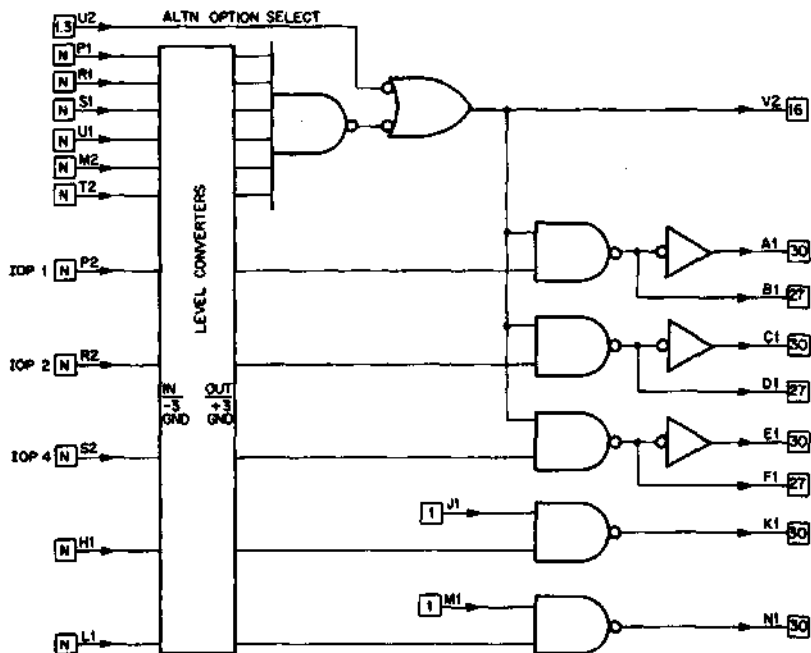 ALTN OPTION SELECT
1.3 U2
N P1
N R1
N S1
N U1
N M2
N T2
V2 16
LEVEL CONVERTERS
IOP 1 N P2
A1 30
B1 27
IOP 2 N R2
C1 30
D1 27
IN OUT
-3 +3
GND GND
IOP 4 N S2
E1 30
F1 27
1 J1
N H1
K1 30
1 M1
N L1
N1 30